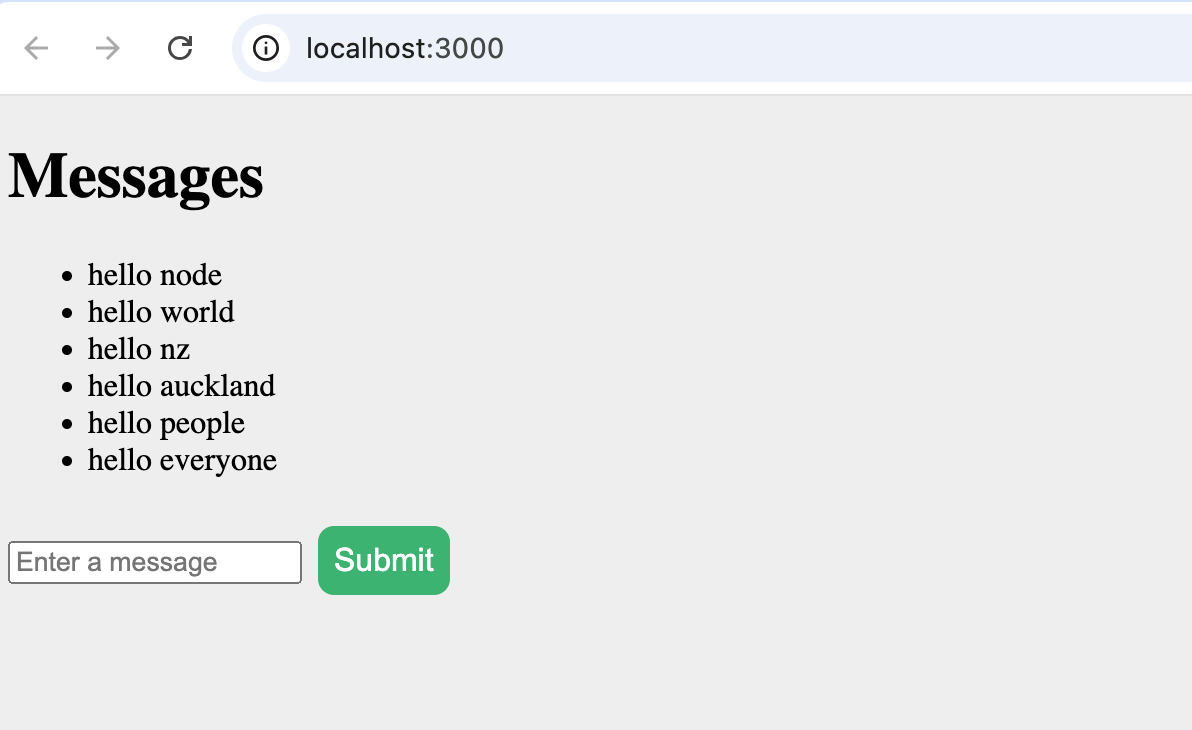 localhost:3000
Messages
hello node
hello world
hello nz
hello auckland
hello people
hello everyone
Enter a message Submit